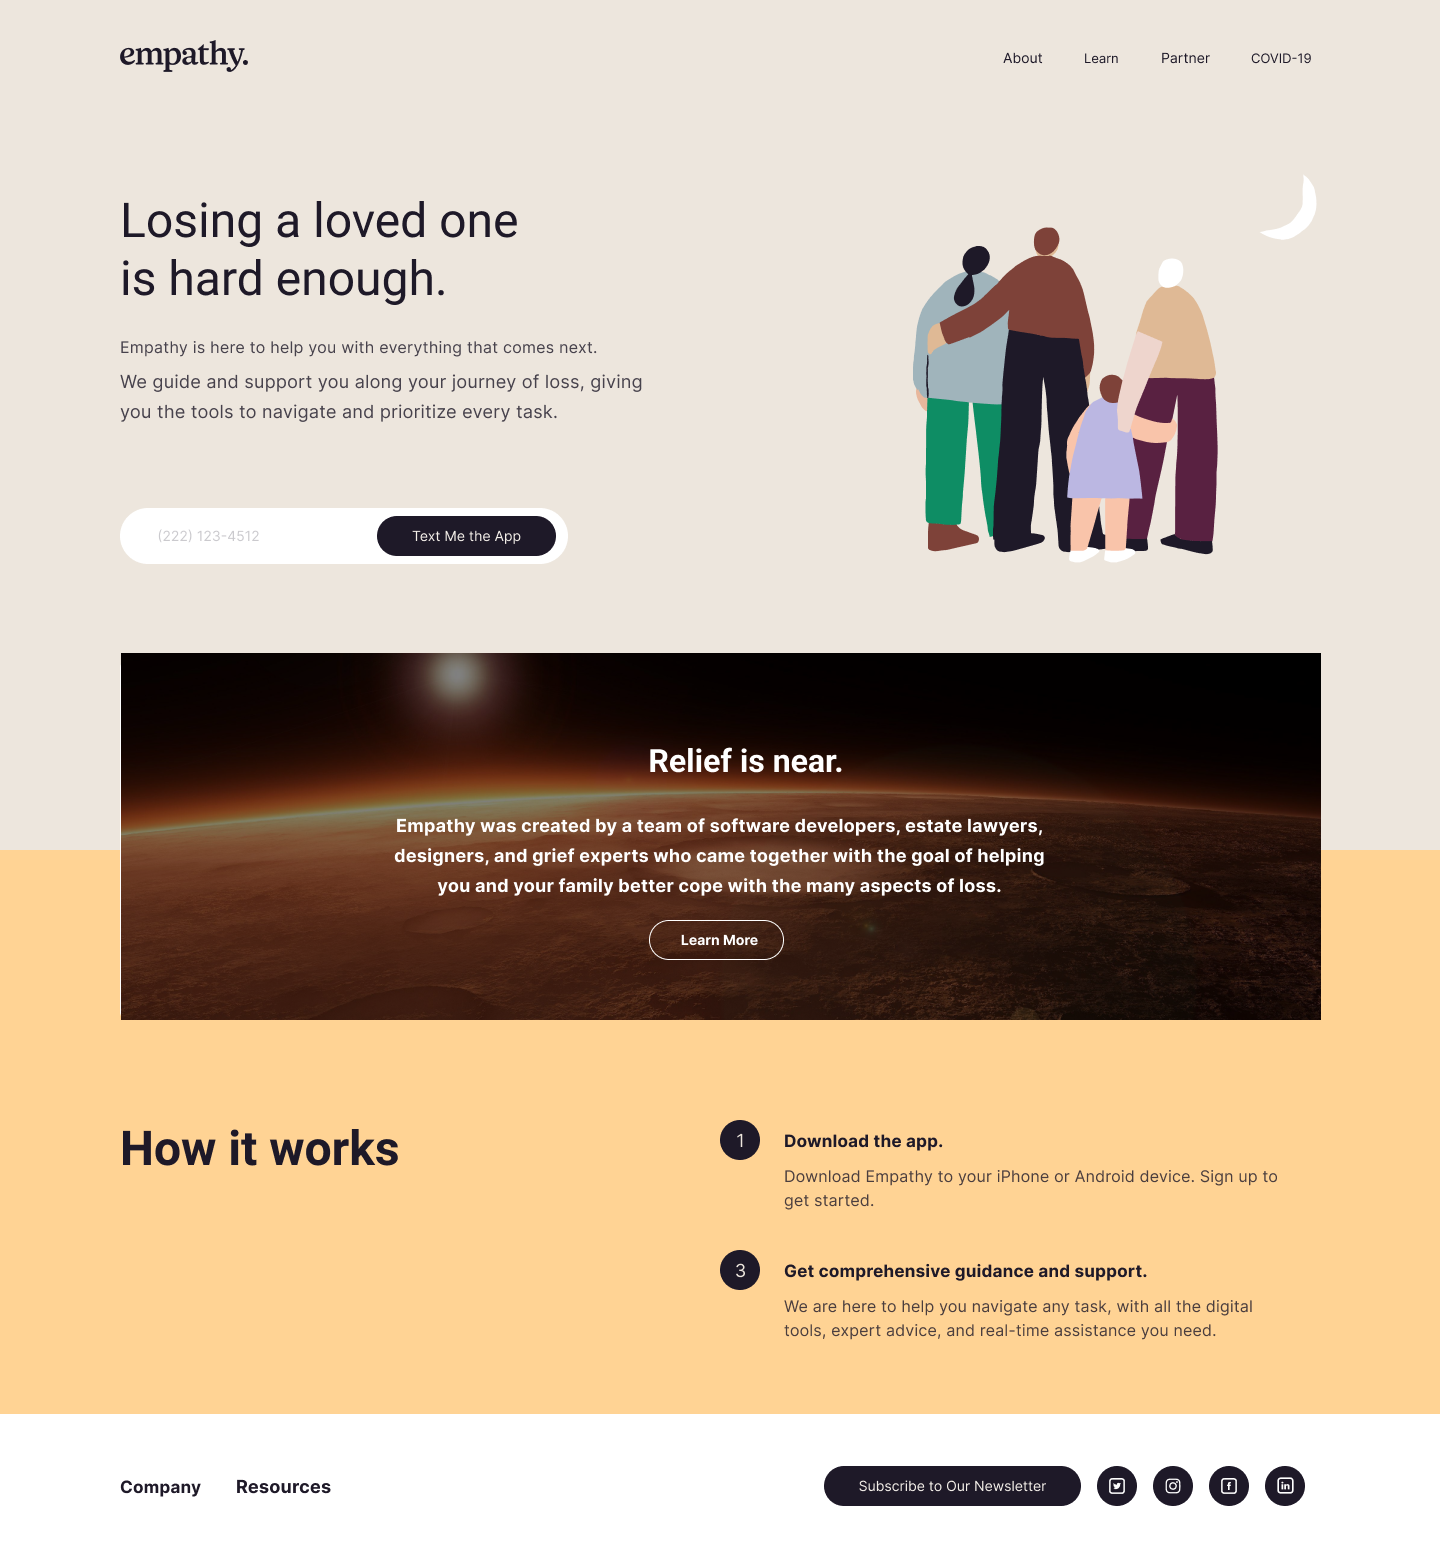 empathy.
About
Learn
Partner
COVID-19
Losing a loved one
is hard enough.
Empathy is here to help you with everything that comes next.
We guide and support you along your journey of loss, giving
you the tools to navigate and prioritize every task.
(222) 123-4512
Text Me the App
Relief is near.
Empathy was created by a team of software developers, estate lawyers,
designers, and grief experts who came together with the goal of helping
you and your family better cope with the many aspects of loss.
Learn More
How it works
1
Download the app.
Download Empathy to your iPhone or Android device. Sign up to
get started.
3
Get comprehensive guidance and support.
We are here to help you navigate any task, with all the digital
tools, expert advice, and real-time assistance you need.
Company
Resources
Subscribe to Our Newsletter